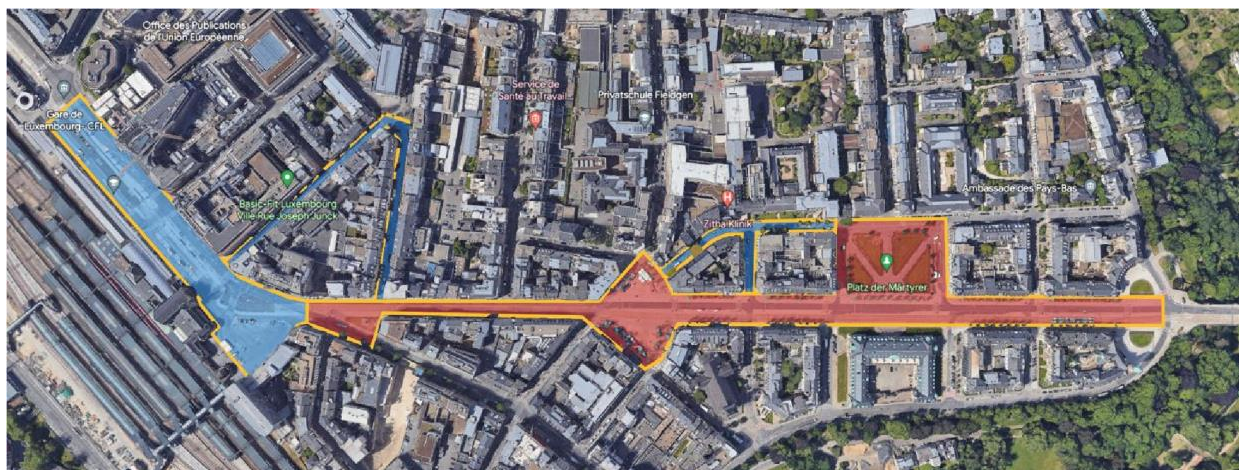 Office des Publications
de l'Union Européenne
Gare de
Luxembourg - CFL
Service de
Santé au Travail...
Privatschule Fieldgen
Basic-Fit Luxembourg
Ville Rue Joseph Junck
Zitha Klinik
Ambassade des Pays-Bas
Platz der Märtyrer